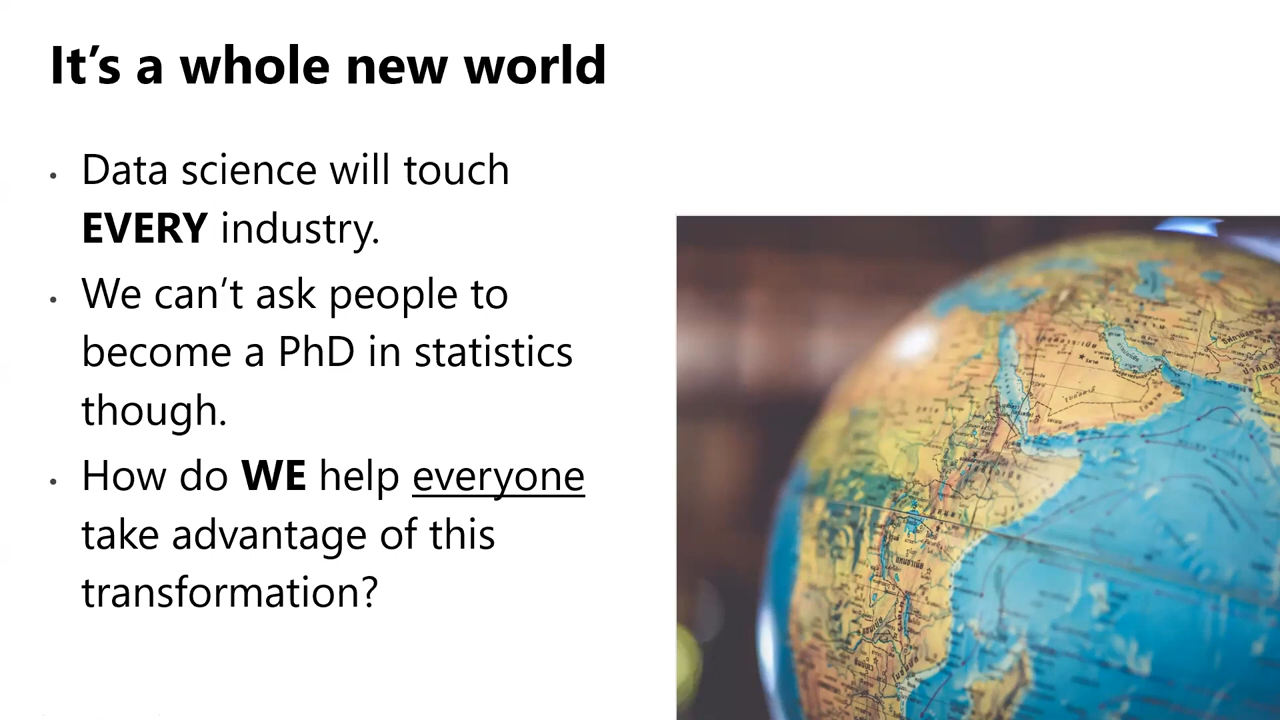 It’s a whole new world
• Data science will touch
EVERY industry.
• We can’t ask people to
become a PhD in statistics
though.
• How do WE help everyone
take advantage of this
transformation?